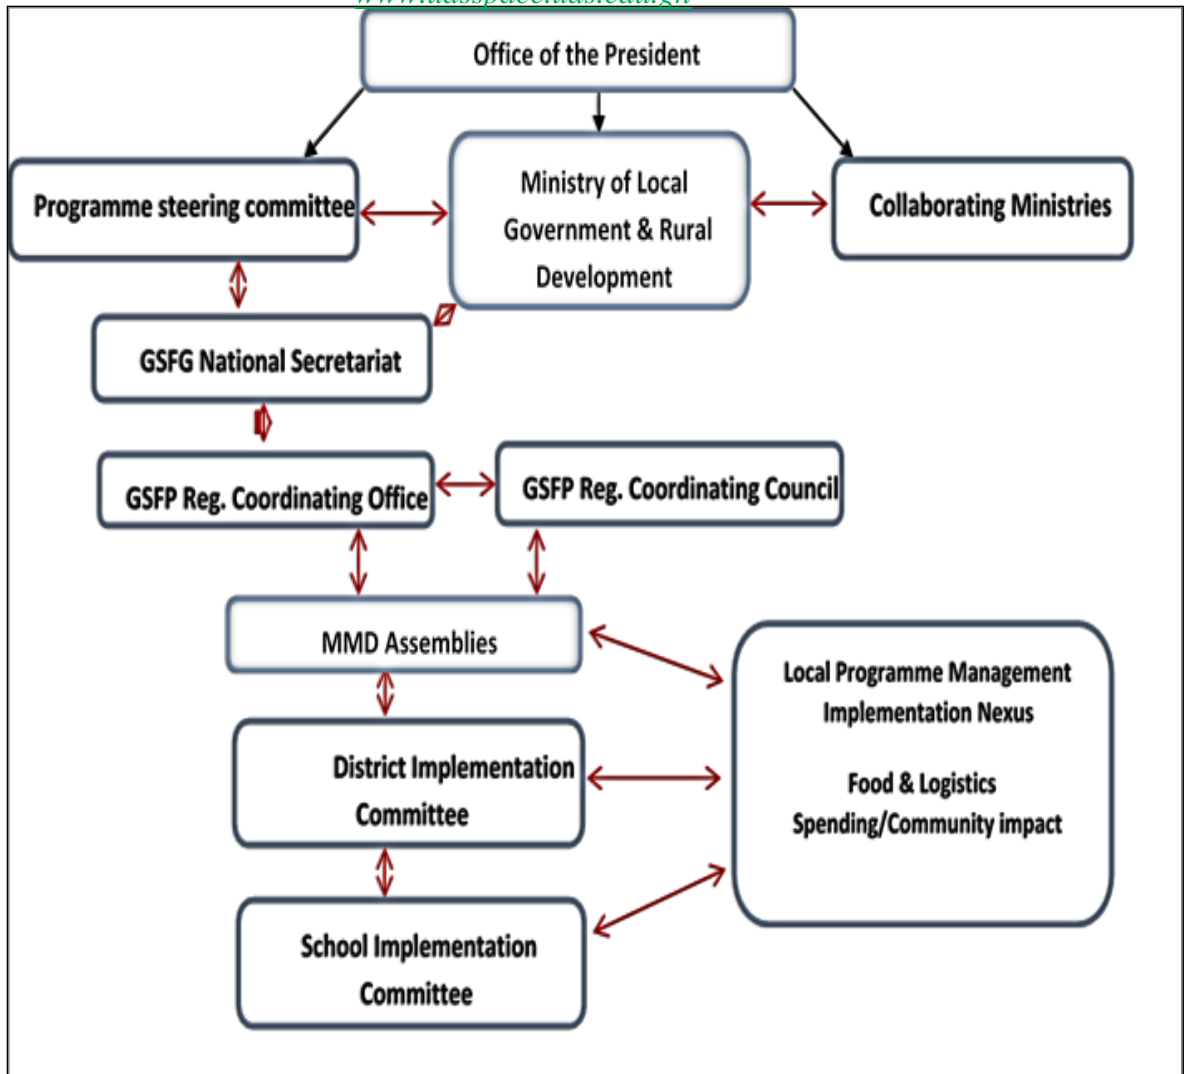 Office of the President
Programme steering committee
Ministry of Local
Government & Rural
Development
Collaborating Ministries
GSFG National Secretariat
GSFP Reg. Coordinating Office
GSFP Reg. Coordinating Council
MMD Assemblies
Local Programme Management
Implementation Nexus
Food & Logistics
Spending/Community impact
District Implementation
Committee
School Implementation
Committee